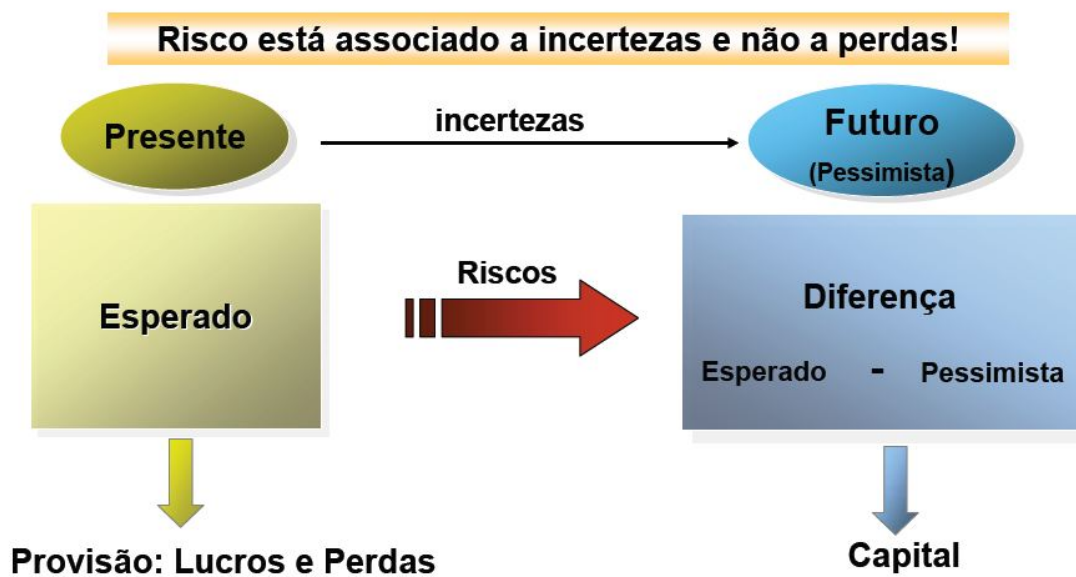 Risco está associado a incertezas e não a perdas!
Presente
incertezas
Futuro
(Pessimista)
Esperado
Riscos
Diferença
Esperado - Pessimista
Provisão: Lucros e Perdas
Capital